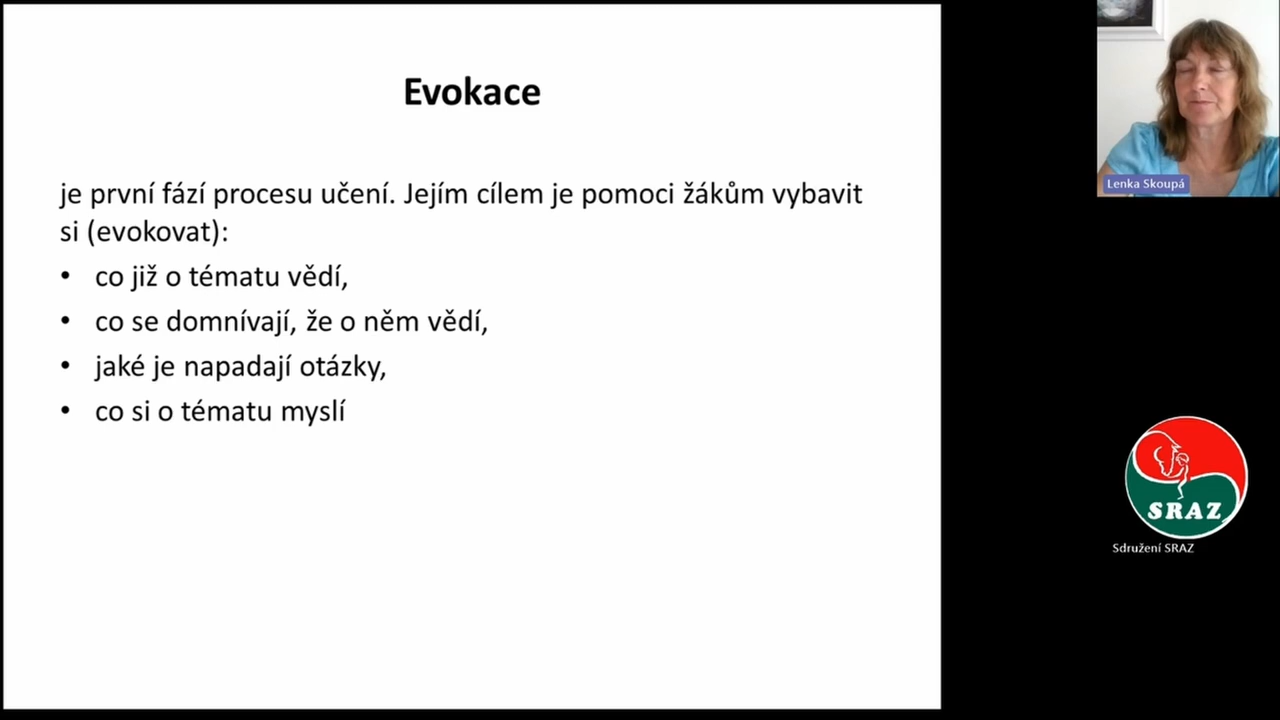 Evokace
je první fází procesu učení. Jejím cílem je pomoci žákům vybavit
si (evokovat):
• co již o tématu vědí,
• co se domnívají, že o něm vědí,
• jaké je napadají otázky,
• co si o tématu myslí
Lenka Skoupá
SRAZ
Sdružení SRAZ